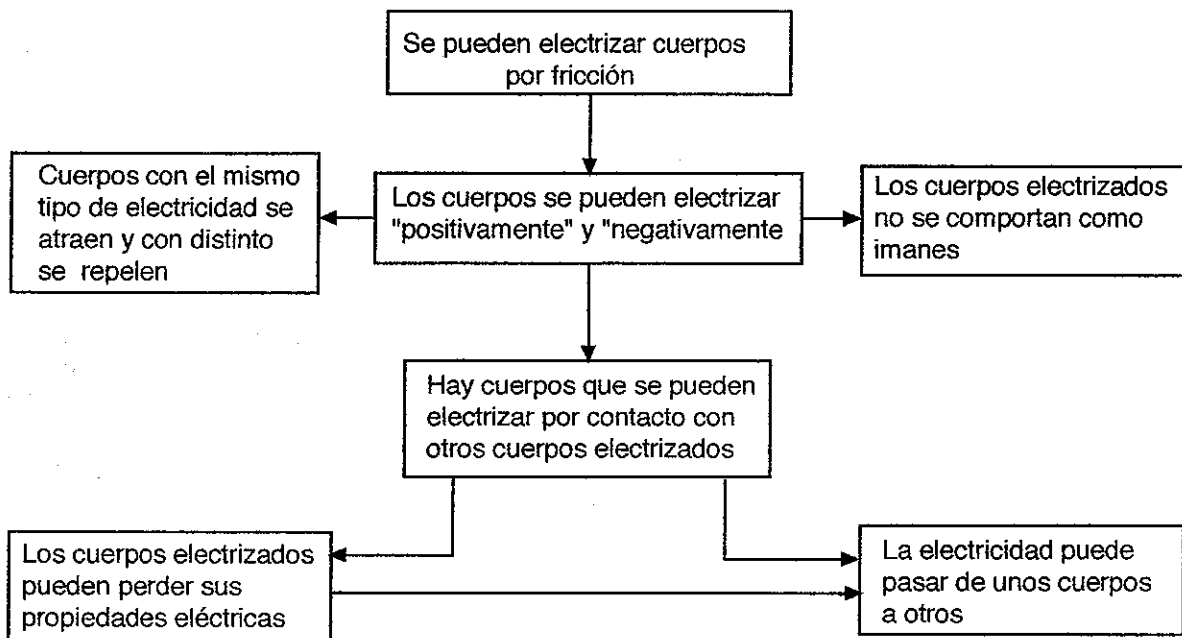 Se pueden electrizar cuerpos
por fricción
Cuerpos con el mismo
tipo de electricidad se
atraen y con distinto
se repelen
Los cuerpos se pueden electrizar
"positivamente" y "negativamente
Los cuerpos electrizados
no se comportan como
imanes
Hay cuerpos que se pueden
electrizar por contacto con
otros cuerpos electrizados
Los cuerpos electrizados
pueden perder sus
propiedades eléctricas
La electricidad puede
pasar de unos cuerpos
a otros